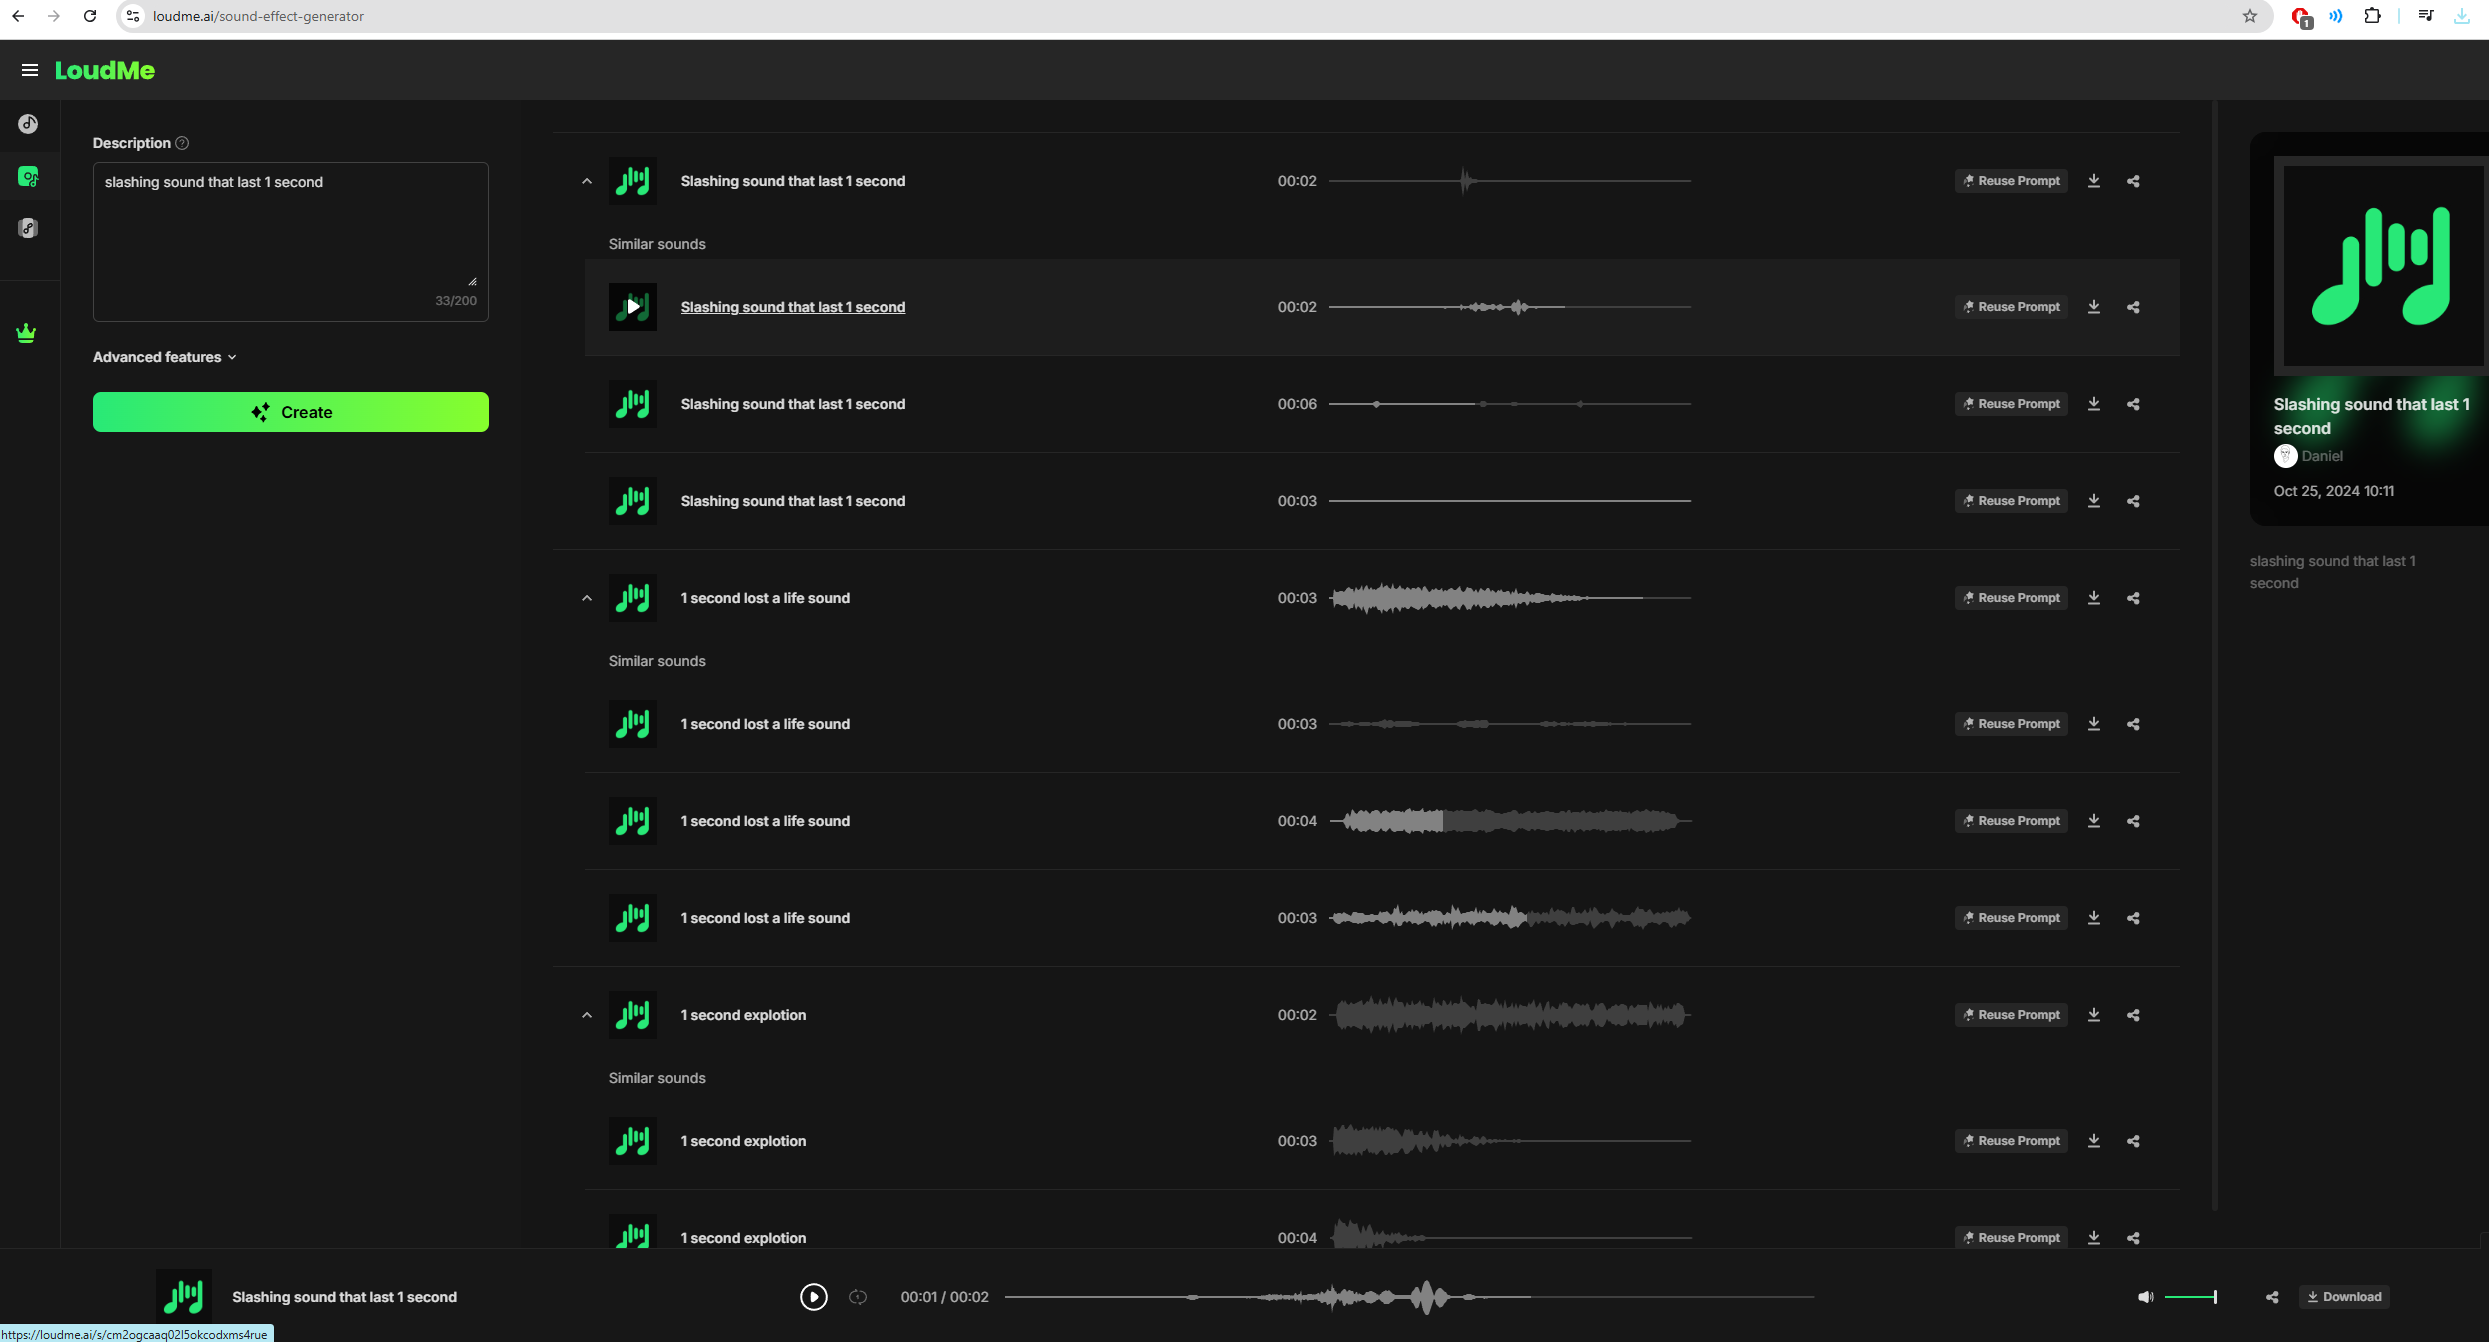 loudme.ai/sound-effect-generator
1
LoudMe
Description ?
slashing sound that last 1 second
33/200
Advanced features
Create
Slashing sound that last 1 second 00:02 Reuse Prompt
Similar sounds
Slashing sound that last 1 second 00:02 Reuse Prompt
Slashing sound that last 1 second 00:06 Reuse Prompt
Slashing sound that last 1 second 00:03 Reuse Prompt
1 second lost a life sound 00:03 Reuse Prompt
Similar sounds
1 second lost a life sound 00:03 Reuse Prompt
1 second lost a life sound 00:04 Reuse Prompt
1 second lost a life sound 00:03 Reuse Prompt
1 second explotion 00:02 Reuse Prompt
Similar sounds
1 second explotion 00:03 Reuse Prompt
1 second explotion 00:04 Reuse Prompt
Slashing sound that last 1
second
Daniel
Oct 25, 2024 10:11
slashing sound that last 1
second
Slashing sound that last 1 second 00:01 / 00:02 Download
https://loudme.ai/s/cm2ogcaaq02l5okcodxms4rue